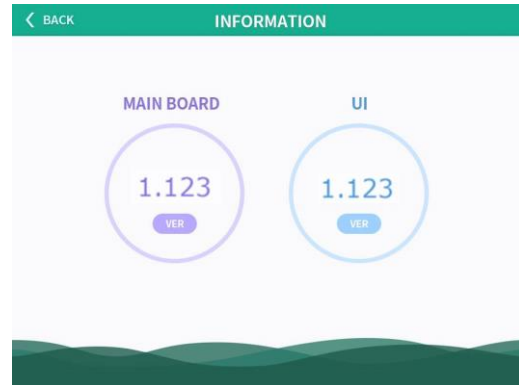 BACK
INFORMATION
MAIN BOARD
UI
1.123
1.123
VER
VER